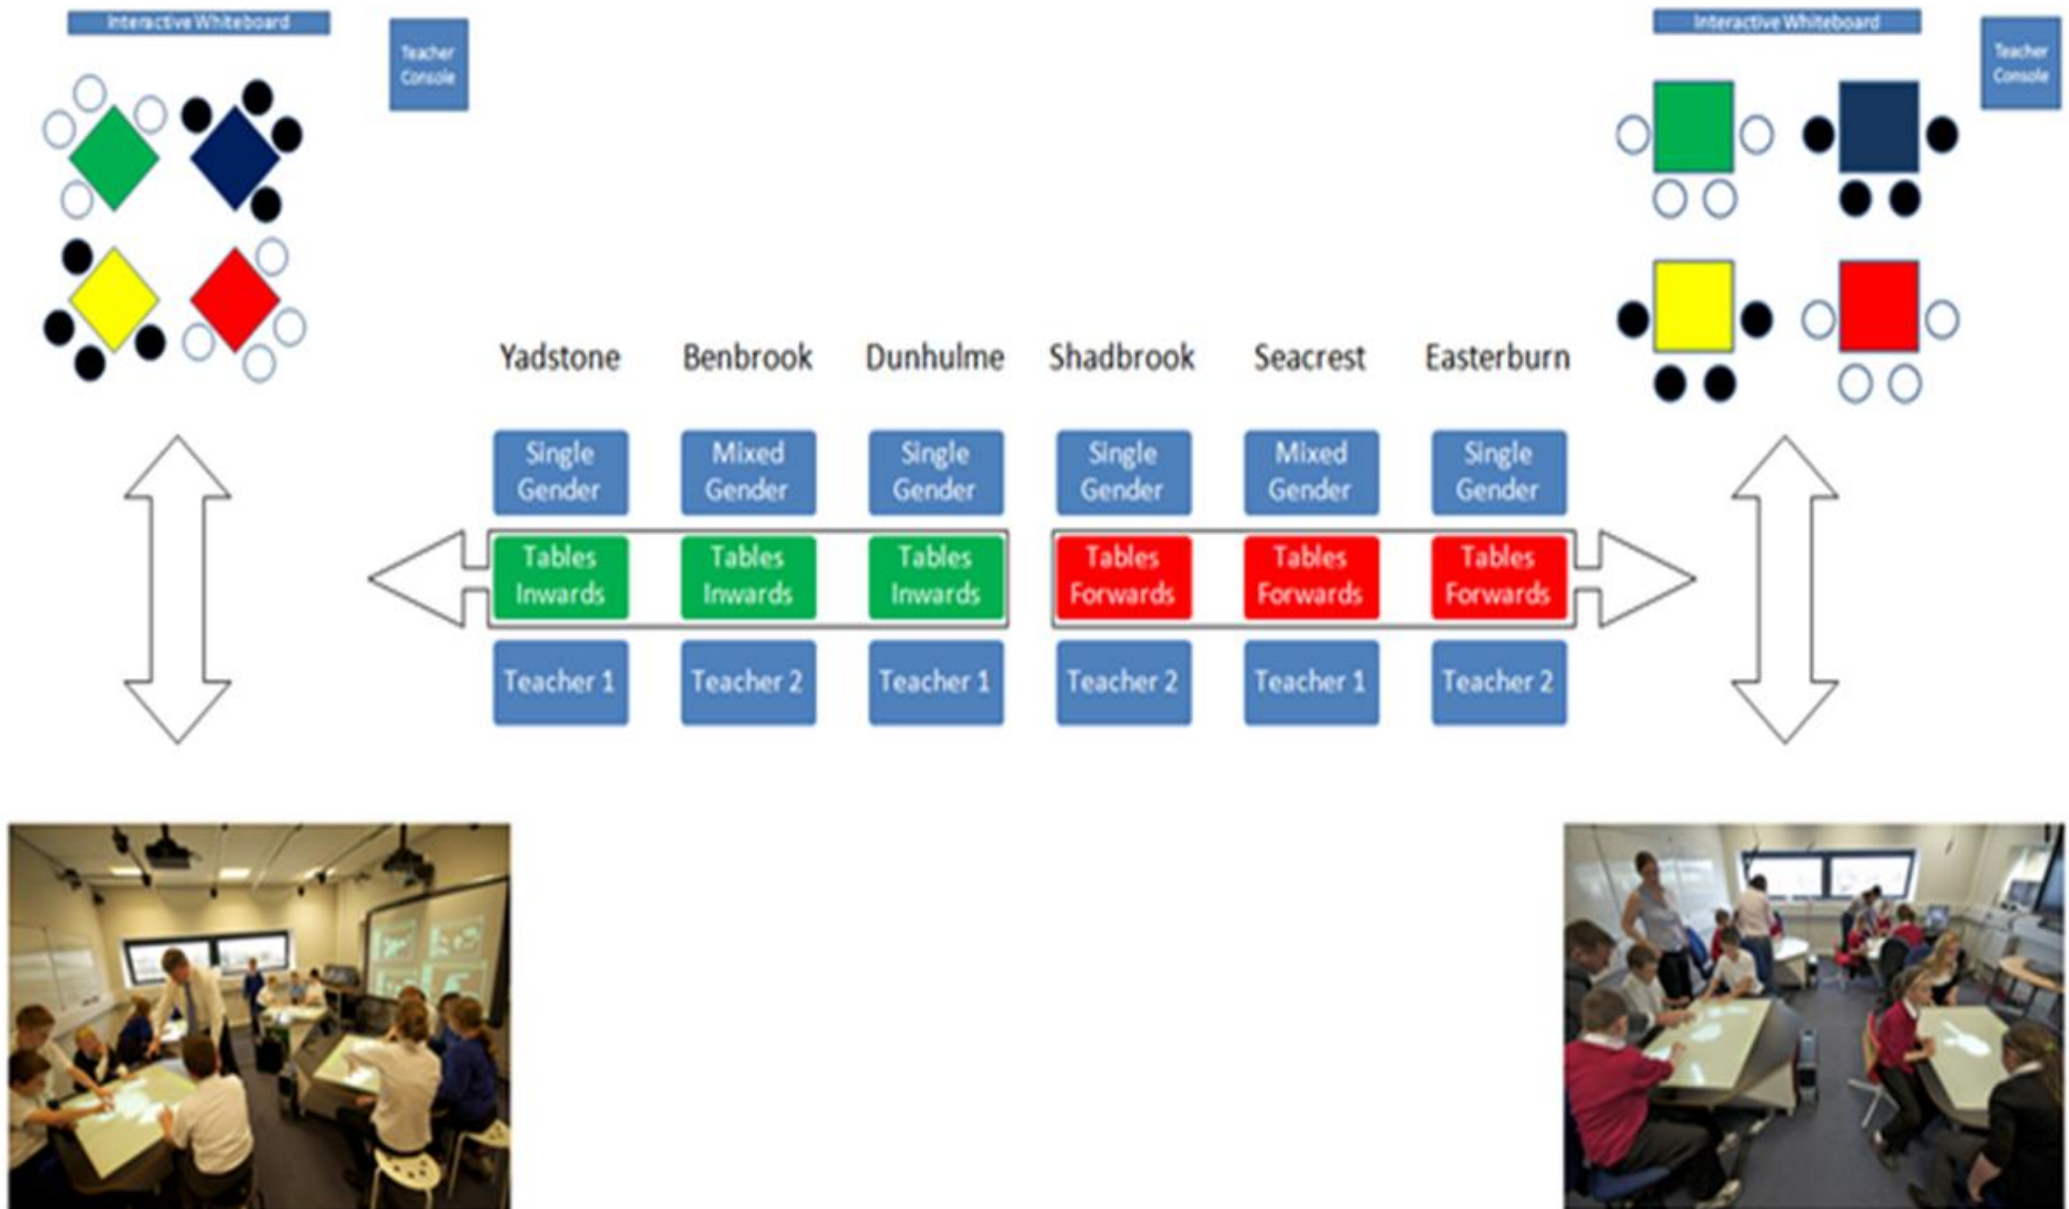 Interactive Whiteboard
Teacher
Console
Interactive Whiteboard
Teacher
Console
Yadstone
Benbrook
Dunhulme
Shadbrook
Seacrest
Easterburn
Single
Gender
Mixed
Gender
Single
Gender
Single
Gender
Mixed
Gender
Single
Gender
Tables
Inwards
Tables
Inwards
Tables
Inwards
Tables
Forwards
Tables
Forwards
Tables
Forwards
Teacher 1
Teacher 2
Teacher 1
Teacher 2
Teacher 1
Teacher 2